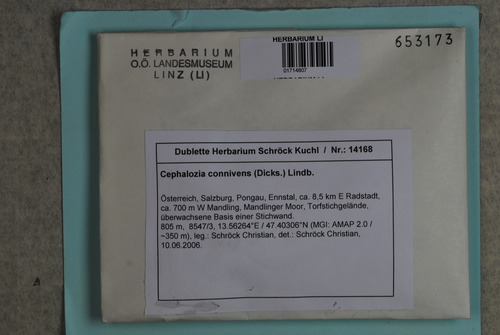 HERBARIUM
O.Ö. LANDESMUSEUM
LINZ (LI)
HERBARIUM LI
01714807
653173
Dublette Herbarium Schröck Kuchl / Nr.: 14168
Cephalozia connivens (Dicks.) Lindb.
Österreich, Salzburg, Pongau, Ennstal, ca. 8,5 km E Radstadt,
ca. 700 m W Mandling, Mandlinger Moor, Torfstichgelände,
überwachsene Basis einer Stichwand.
805 m, 8547/3, 13.56264°E / 47.40306°N (MGI: AMAP 2.0 /
~350 m), leg.: Schröck Christian, det.: Schröck Christian,
10.06.2006.